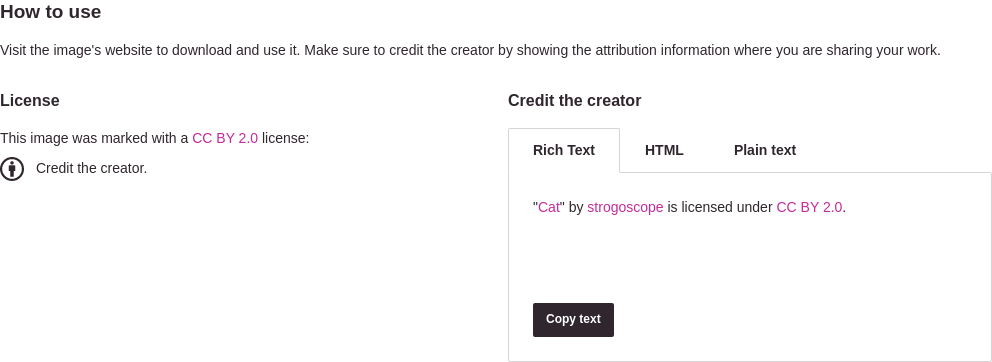 How to use
Visit the image's website to download and use it. Make sure to credit the creator by showing the attribution information where you are sharing your work.
License
This image was marked with a CC BY 2.0 license:
Credit the creator.
Credit the creator
Rich Text
HTML
Plain text
"Cat" by strogoscope is licensed under CC BY 2.0.
Copy text